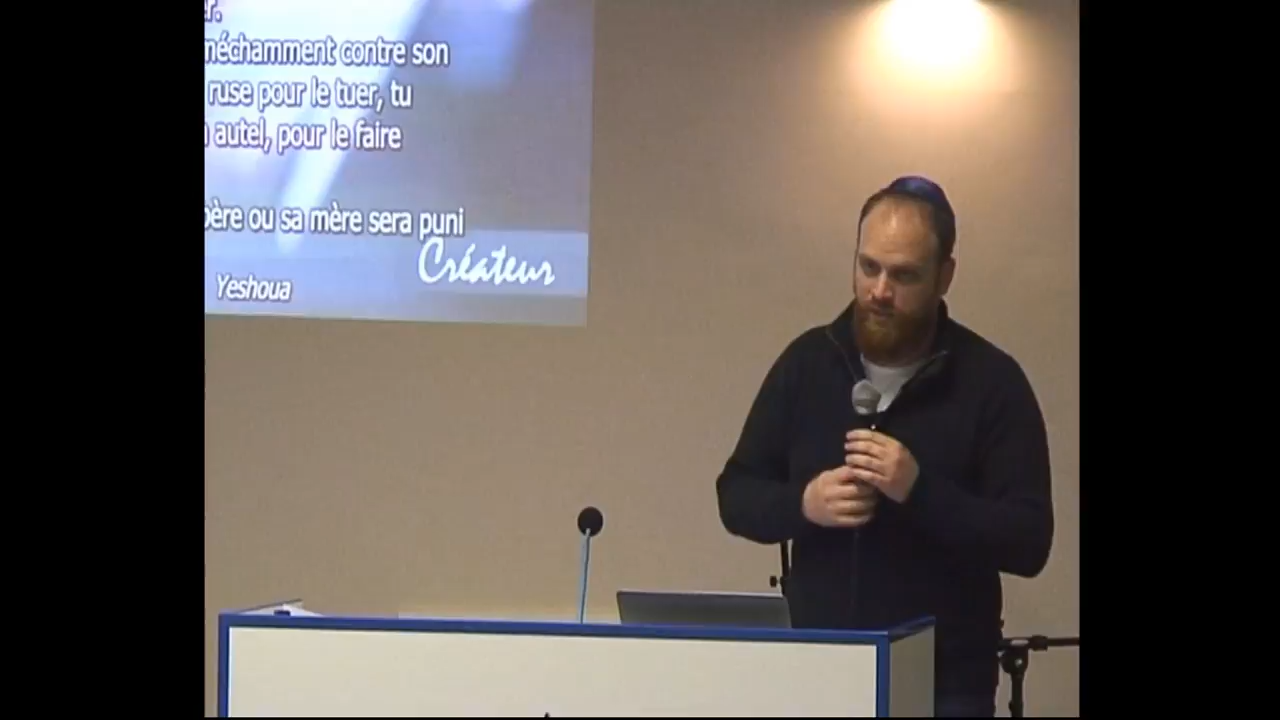 méchamment contre son
ruse pour le tuer, tu
autel, pour le faire
père ou sa mère sera puni
Créateur
Yeshoua